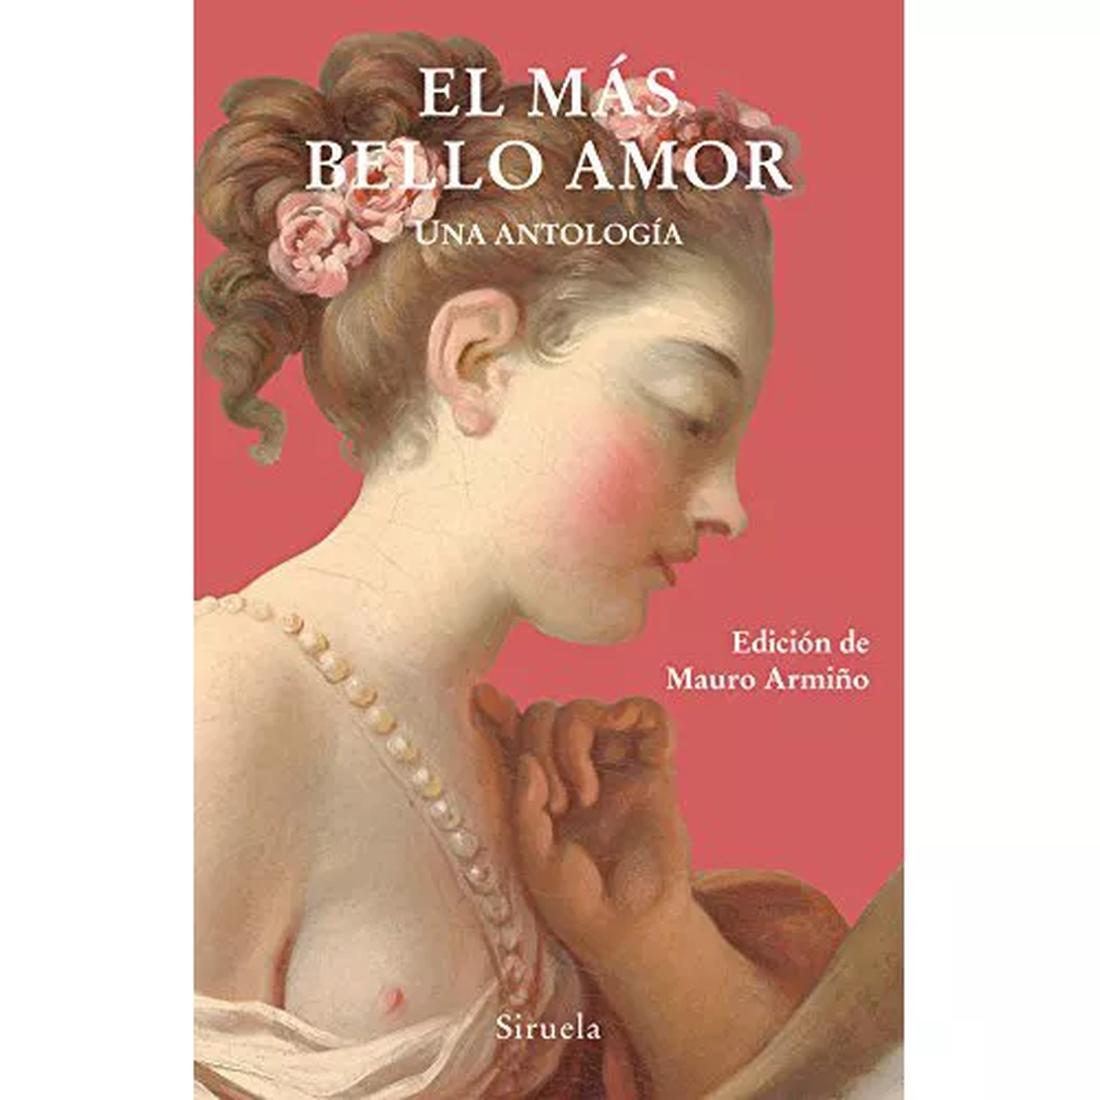 EL MÁS
BELLO AMOR
UNA ANTOLOGÍA
Edición de
Mauro Armiño
Siruela